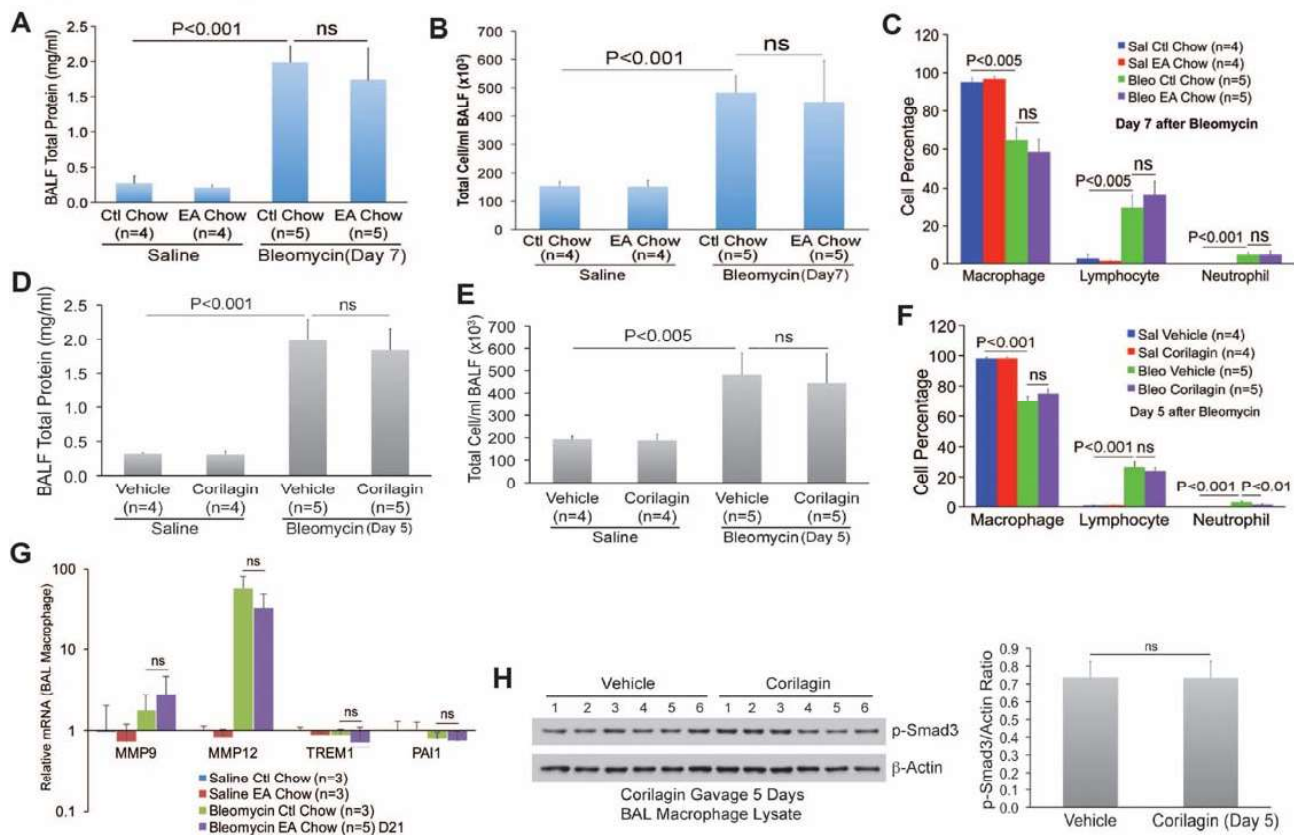 A
BALF Total Protein (mg/ml)
P<0.001
ns
2.5
2.0
1.5
1.0
0.5
0.0
Ctl Chow EA Chow Ctl Chow EA Chow
(n=4) (n=4) (n=5) (n=5)
Saline Bleomycin(Day 7)
B
Total Cell/ml BALF (x10³)
P<0.001
ns
700
600
500
400
300
200
100
0
Ctl Chow EA Chow Ctl Chow EA Chow
(n=4) (n=4) (n=5) (n=5)
Saline Bleomycin(Day7)
C
Cell Percentage
120
100
80
60
40
20
0
P<0.005
ns
P<0.005
ns
P<0.001
ns
Sal Ctl Chow (n=4)
Sal EA Chow (n=4)
Bleo Ctl Chow (n=5)
Bleo EA Chow (n=5)
Day 7 after Bleomycin
Macrophage Lymphocyte Neutrophil
D
BALF Total Protein (mg/ml)
P<0.001
ns
2.5
2.0
1.5
1.0
0.5
0.0
Vehicle Corilagin Vehicle Corilagin
(n=4) (n=4) (n=5) (n=5)
Saline Bleomycin(Day 5)
E
Total Cell/ml BALF (x10³)
P<0.005
ns
700
600
500
400
300
200
100
0
Vehicle Corilagin Vehicle Corilagin
(n=4) (n=4) (n=5) (n=5)
Saline Bleomycin(Day 5)
F
Cell Percentage
120
100
80
60
40
20
0
P<0.001
ns
P<0.001
ns
P<0.001
P<0.01
Sal Vehicle (n=4)
Sal Corilagin (n=4)
Bleo Vehicle (n=5)
Bleo Corilagin (n=5)
Day 5 after Bleomycin
Macrophage Lymphocyte Neutrophil
G
Relative mRNA (BAL Macrophage)
100
10
1
0.1
ns
ns
ns
ns
MMP9 MMP12 TREM1 PAI1
Saline Ctl Chow (n=3)
Saline EA Chow (n=3)
Bleomycin Ctl Chow (n=3)
Bleomycin EA Chow (n=5) D21
H
Vehicle Corilagin
1 2 3 4 5 6 1 2 3 4 5 6
p-Smad3
β-Actin
Corilagin Gavage 5 Days
BAL Macrophage Lysate
p-Smad3/Actin Ratio
ns
1.0
0.9
0.8
0.7
0.6
0.5
0.4
0.3
0.2
0.1
0.0
Vehicle Corilagin (Day 5)